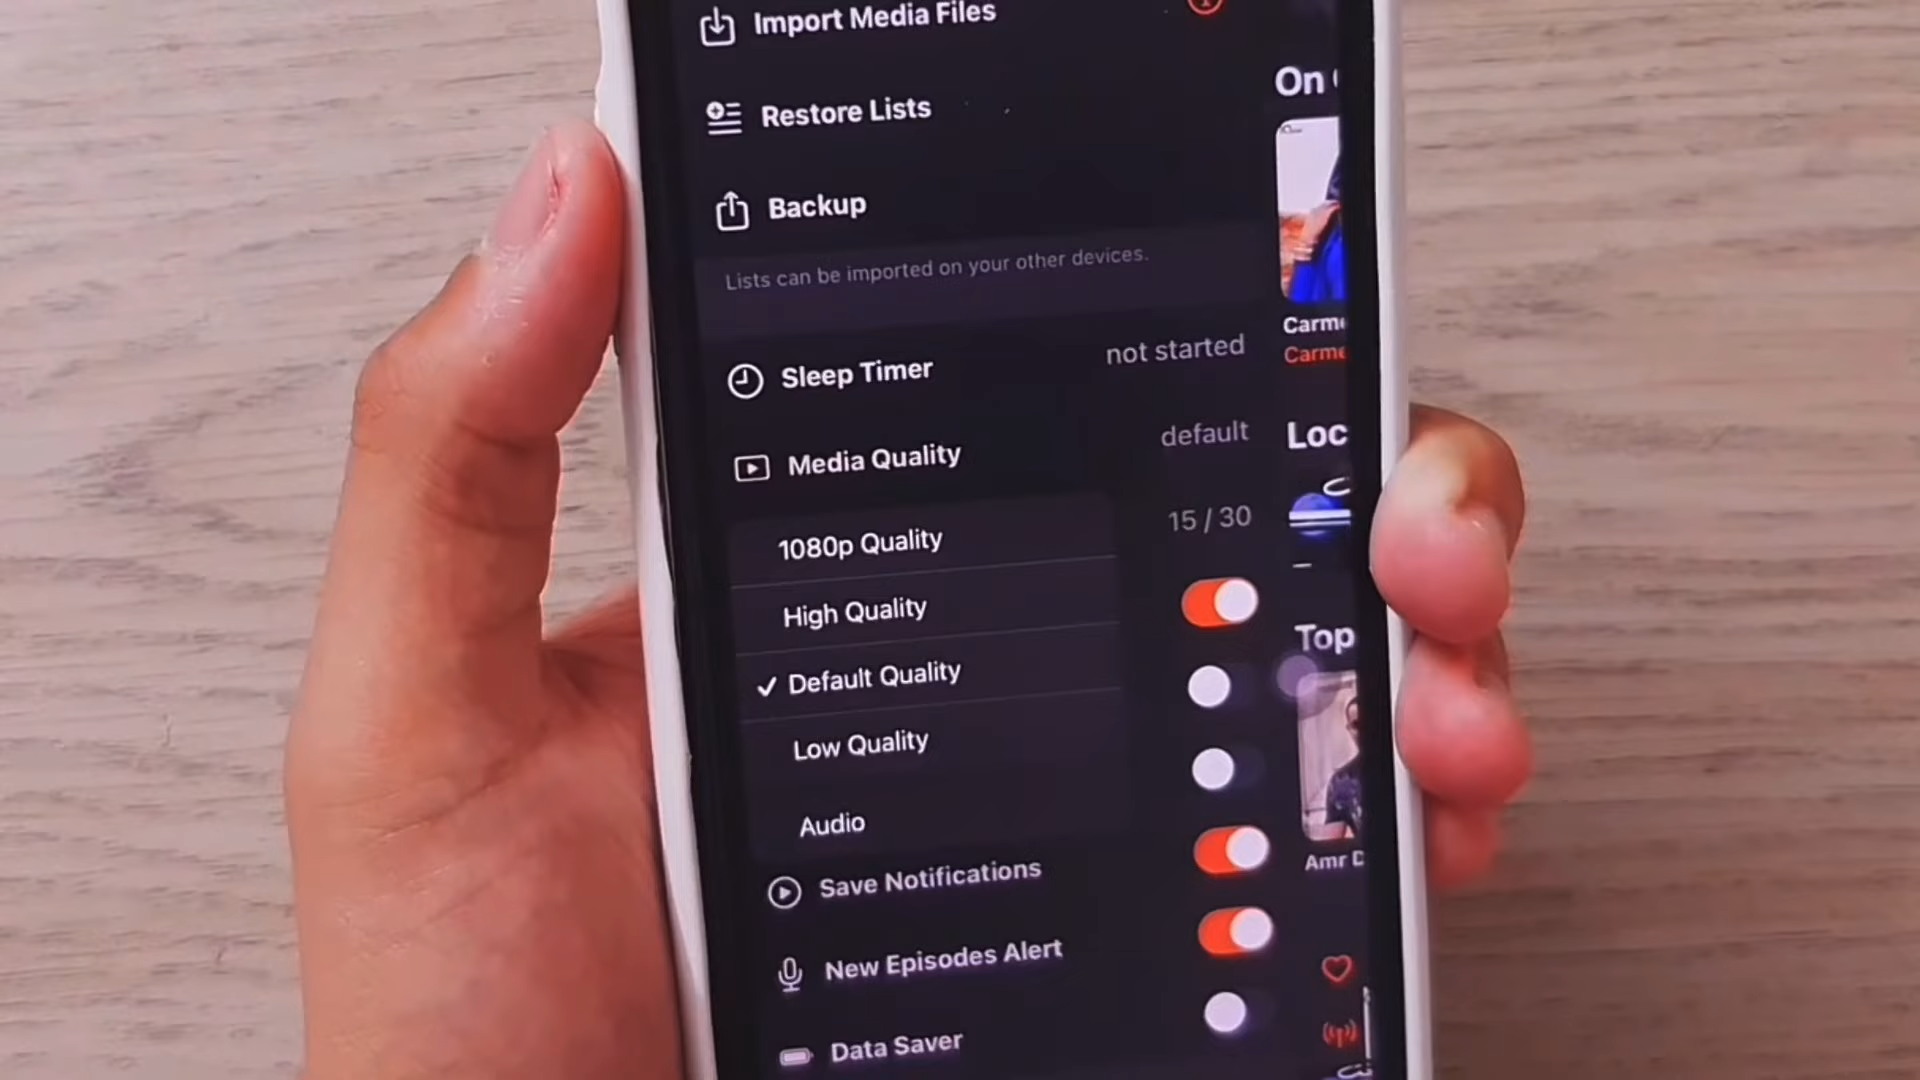 Import Media Files
On
Restore Lists
Backup
Lists can be imported on your other devices.
Carme
Carme
Sleep Timer not started
Media Quality default
Loc
1080p Quality 15 / 30
High Quality
Top
✓ Default Quality
Low Quality
Audio
Amr D
Save Notifications
New Episodes Alert
Data Saver